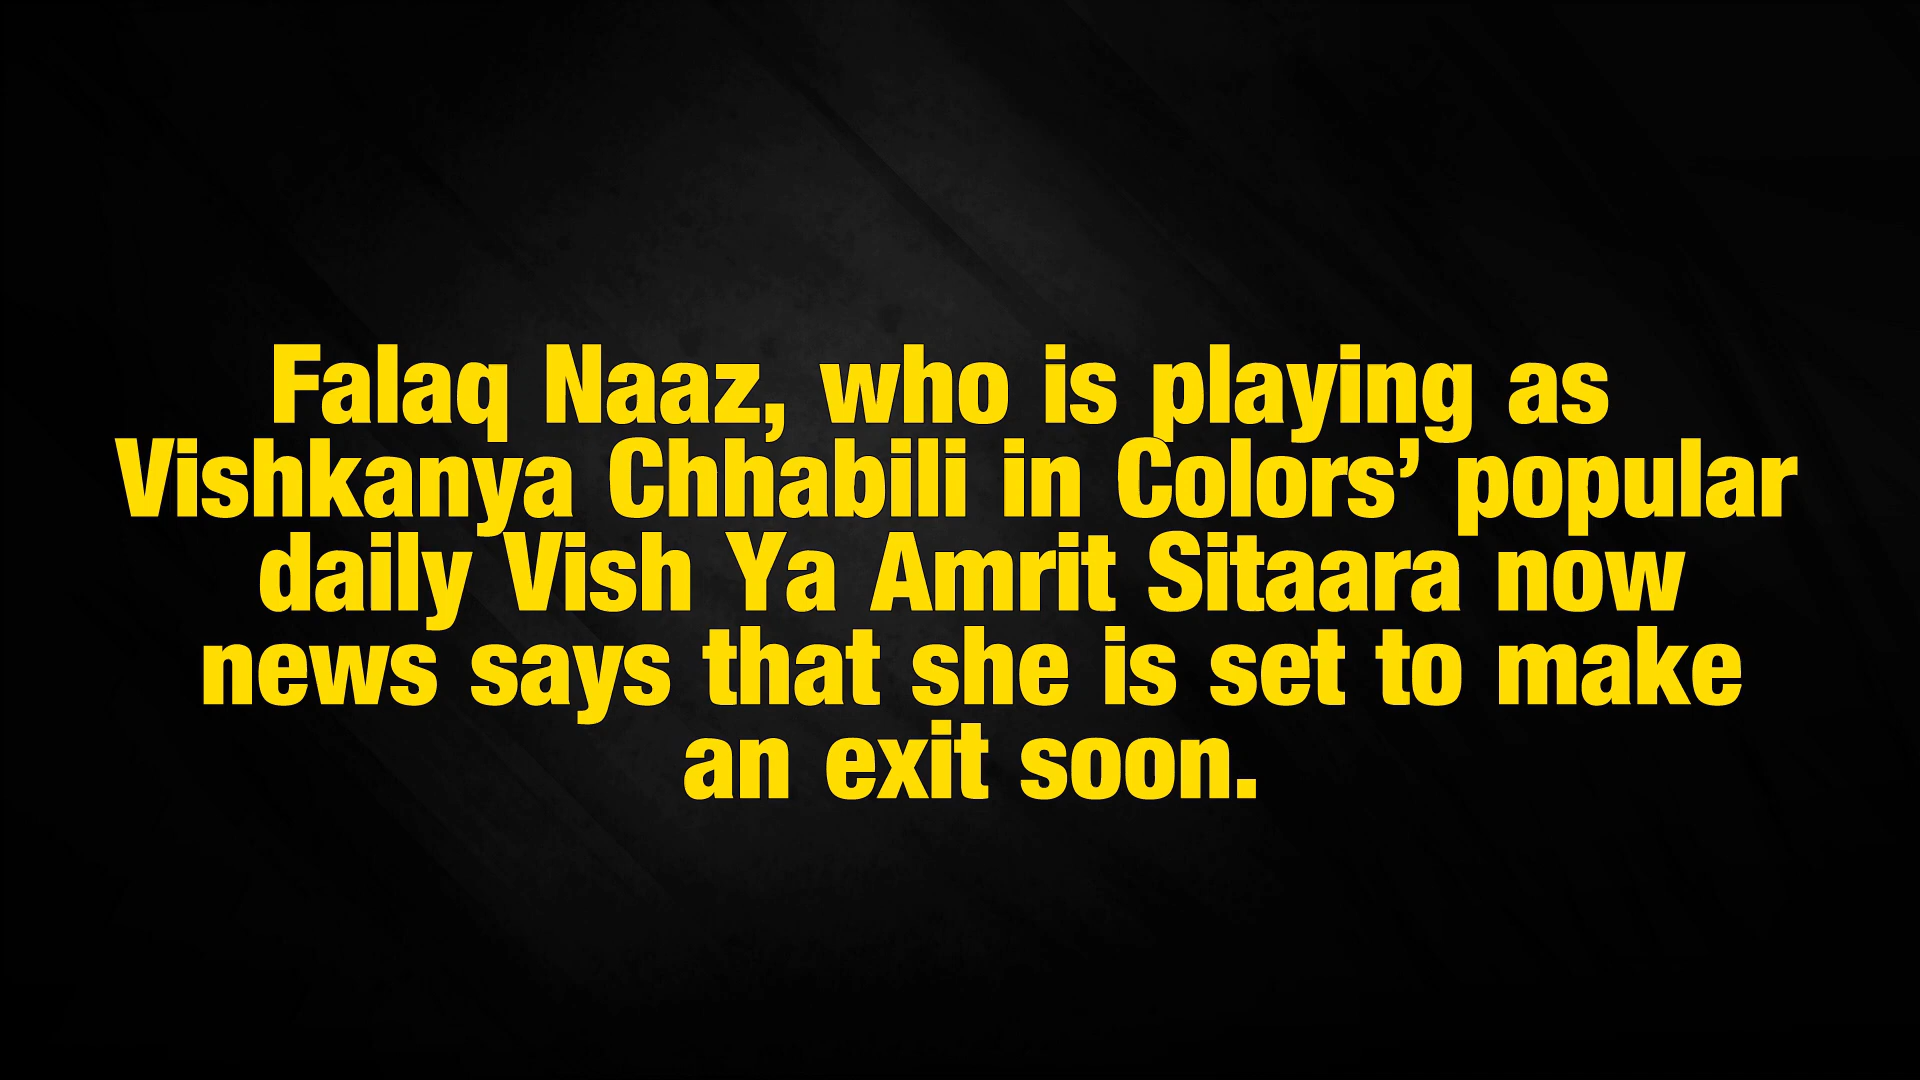 Falaq Naaz, who is playing as
Vishkanya Chhabili in Colors’ popular
daily Vish Ya Amrit Sitaara now
news says that she is set to make
an exit soon.